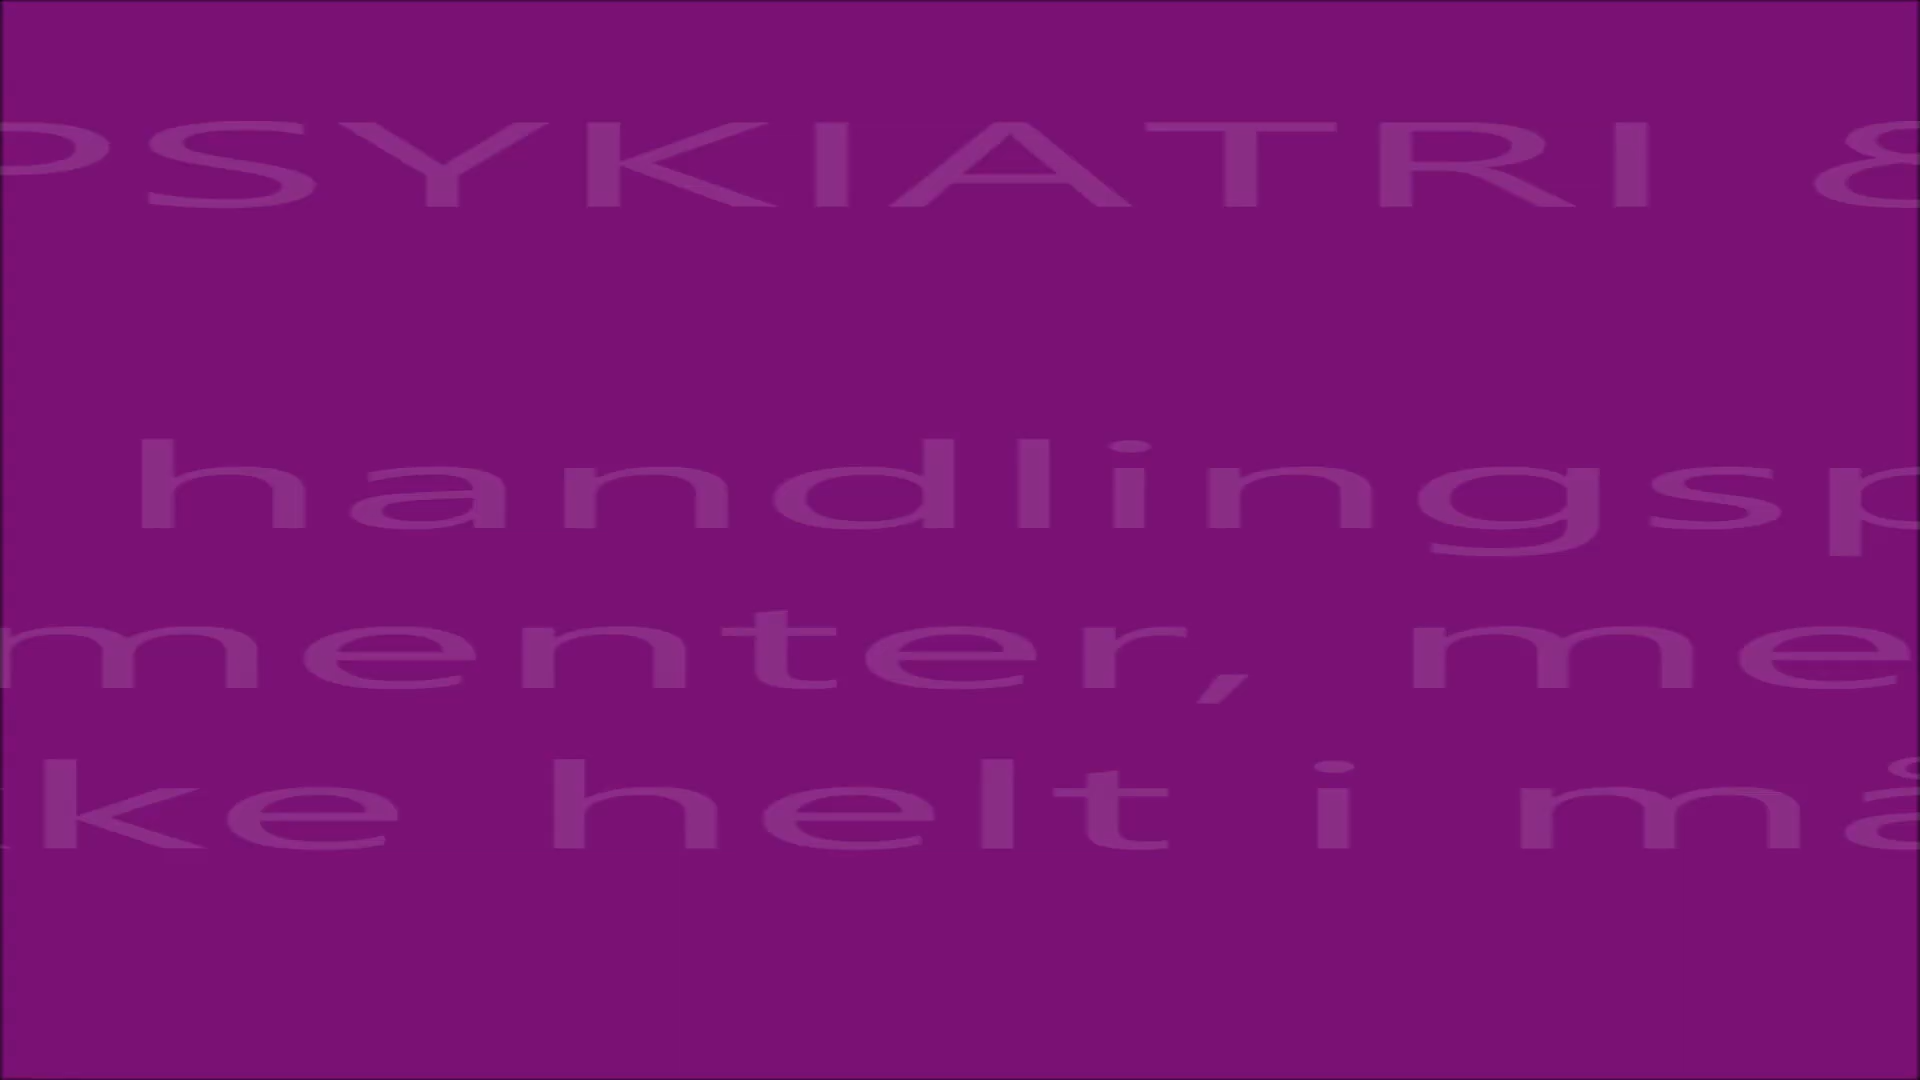 PSYKIATRI &
handlingsp
menter, me
ke helt i må